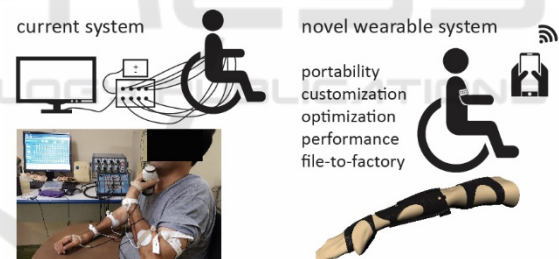 current system
novel wearable system
portability
customization
optimization
performance
file-to-factory